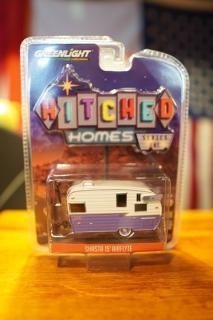 GREENLIGHT
HITCHED
HOMES
SERIES
SHASTA 15' AIRFLYTE